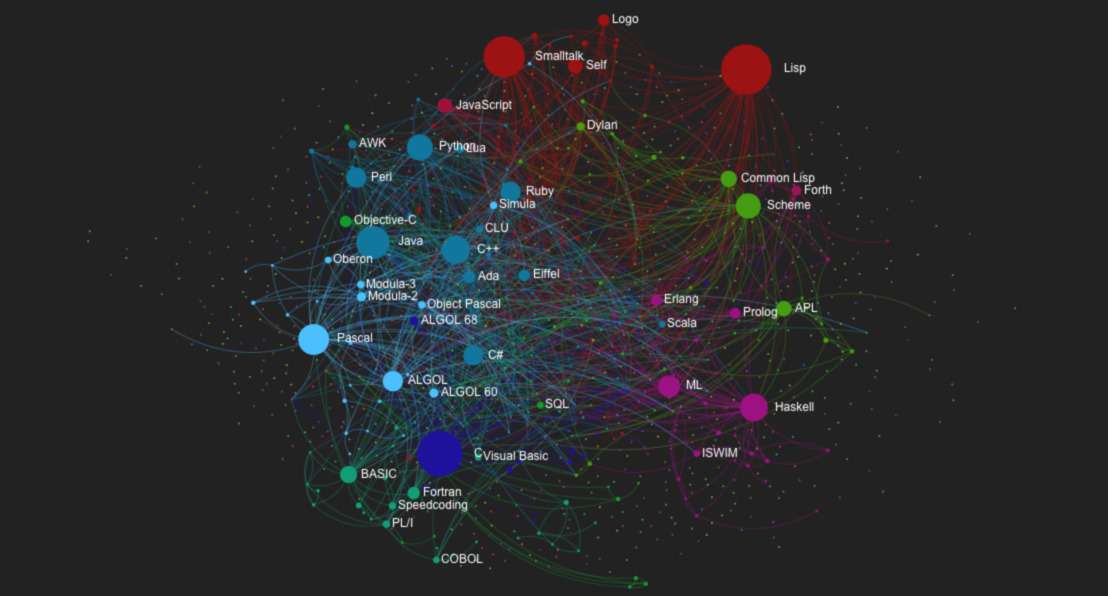 Logo
Smalltalk
Self
Lisp
JavaScript
Dylan
AWK
Python
Lua
Perl
Common Lisp
Forth
Ruby
Simula
Scheme
Objective-C
CLU
Java
C++
Oberon
Ada
Eiffel
Modula-3
Modula-2
Object Pascal
Erlang
APL
Prolog
ALGOL 68
Scala
Pascal
C#
ALGOL
ML
ALGOL 60
SQL
Haskell
C
Visual Basic
ISWIM
BASIC
Fortran
Speedcoding
PL/I
COBOL